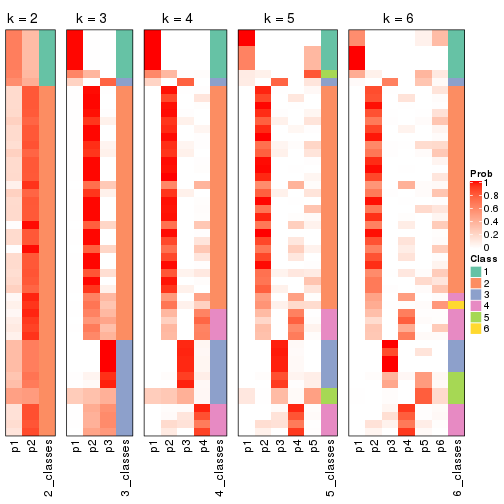 k = 2
k = 3
k = 4
k = 5
k = 6
p1
p2
2_classes
p1
p2
p3
3_classes
p1
p2
p3
p4
4_classes
p1
p2
p3
p4
p5
5_classes
p1
p2
p3
p4
p5
p6
6_classes
Prob
1
0.8
0.6
0.4
0.2
0
Class
1
2
3
4
5
6